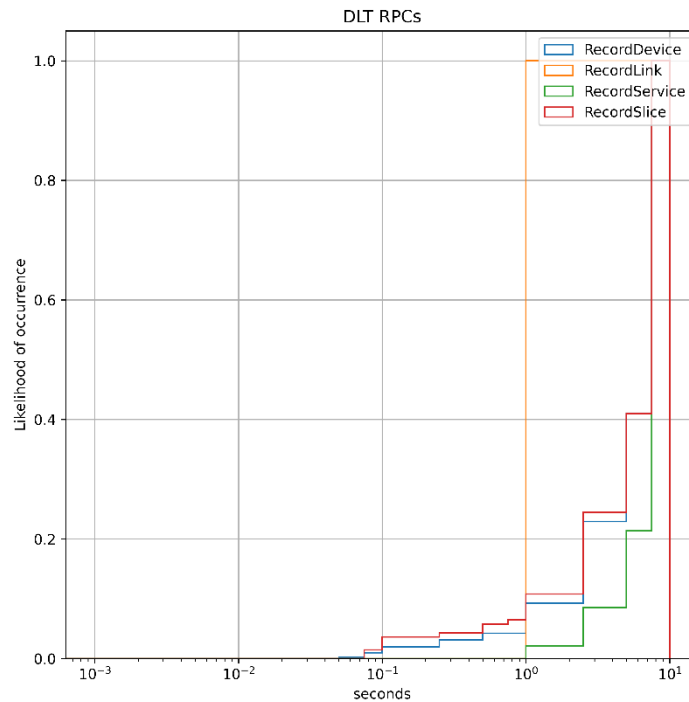 DLT RPCs
RecordDevice
RecordLink
RecordService
RecordSlice
Likelihood of occurrence
1.0
0.8
0.6
0.4
0.2
0.0
10⁻³ 10⁻² 10⁻¹ 10⁰ 10¹
seconds